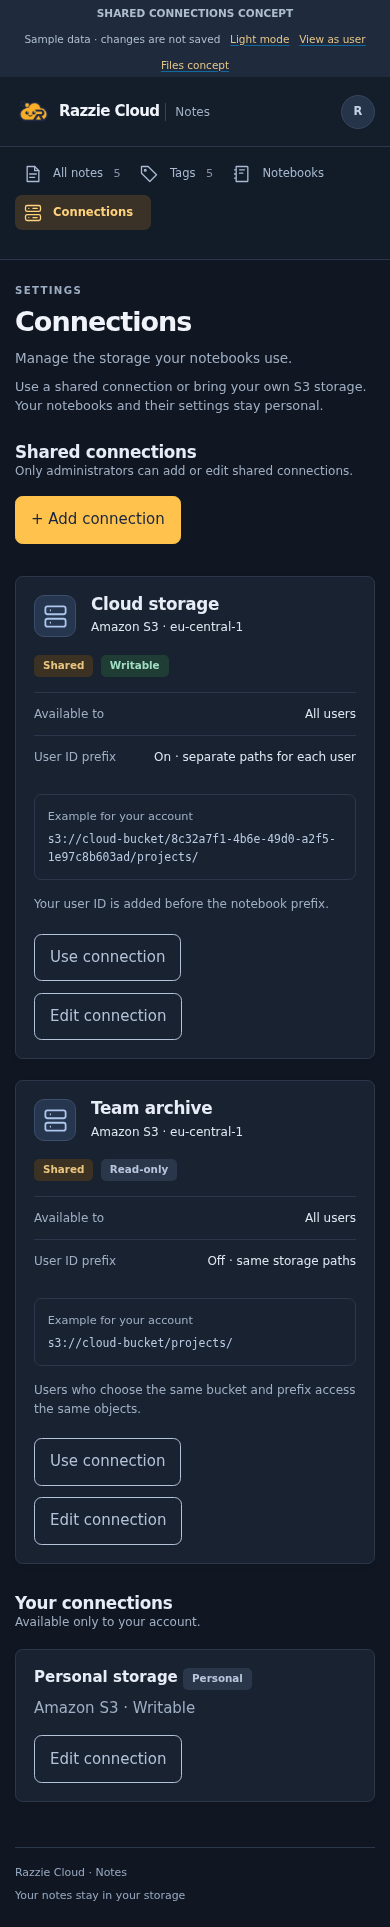 SHARED CONNECTIONS CONCEPT
Sample data · changes are not saved Light mode View as user
Files concept
Razzie Cloud Notes R
All notes 5 Tags 5 Notebooks
Connections
SETTINGS
Connections
Manage the storage your notebooks use.
Use a shared connection or bring your own S3 storage.
Your notebooks and their settings stay personal.
Shared connections
Only administrators can add or edit shared connections.
+ Add connection
Cloud storage
Amazon S3 · eu-central-1
Shared Writable
Available to All users
User ID prefix On · separate paths for each user
Example for your account
s3://cloud-bucket/8c32a7f1-4b6e-49d0-a2f5-
1e97c8b603ad/projects/
Your user ID is added before the notebook prefix.
Use connection
Edit connection
Team archive
Amazon S3 · eu-central-1
Shared Read-only
Available to All users
User ID prefix Off · same storage paths
Example for your account
s3://cloud-bucket/projects/
Users who choose the same bucket and prefix access
the same objects.
Use connection
Edit connection
Your connections
Available only to your account.
Personal storage Personal
Amazon S3 · Writable
Edit connection
Razzie Cloud · Notes
Your notes stay in your storage